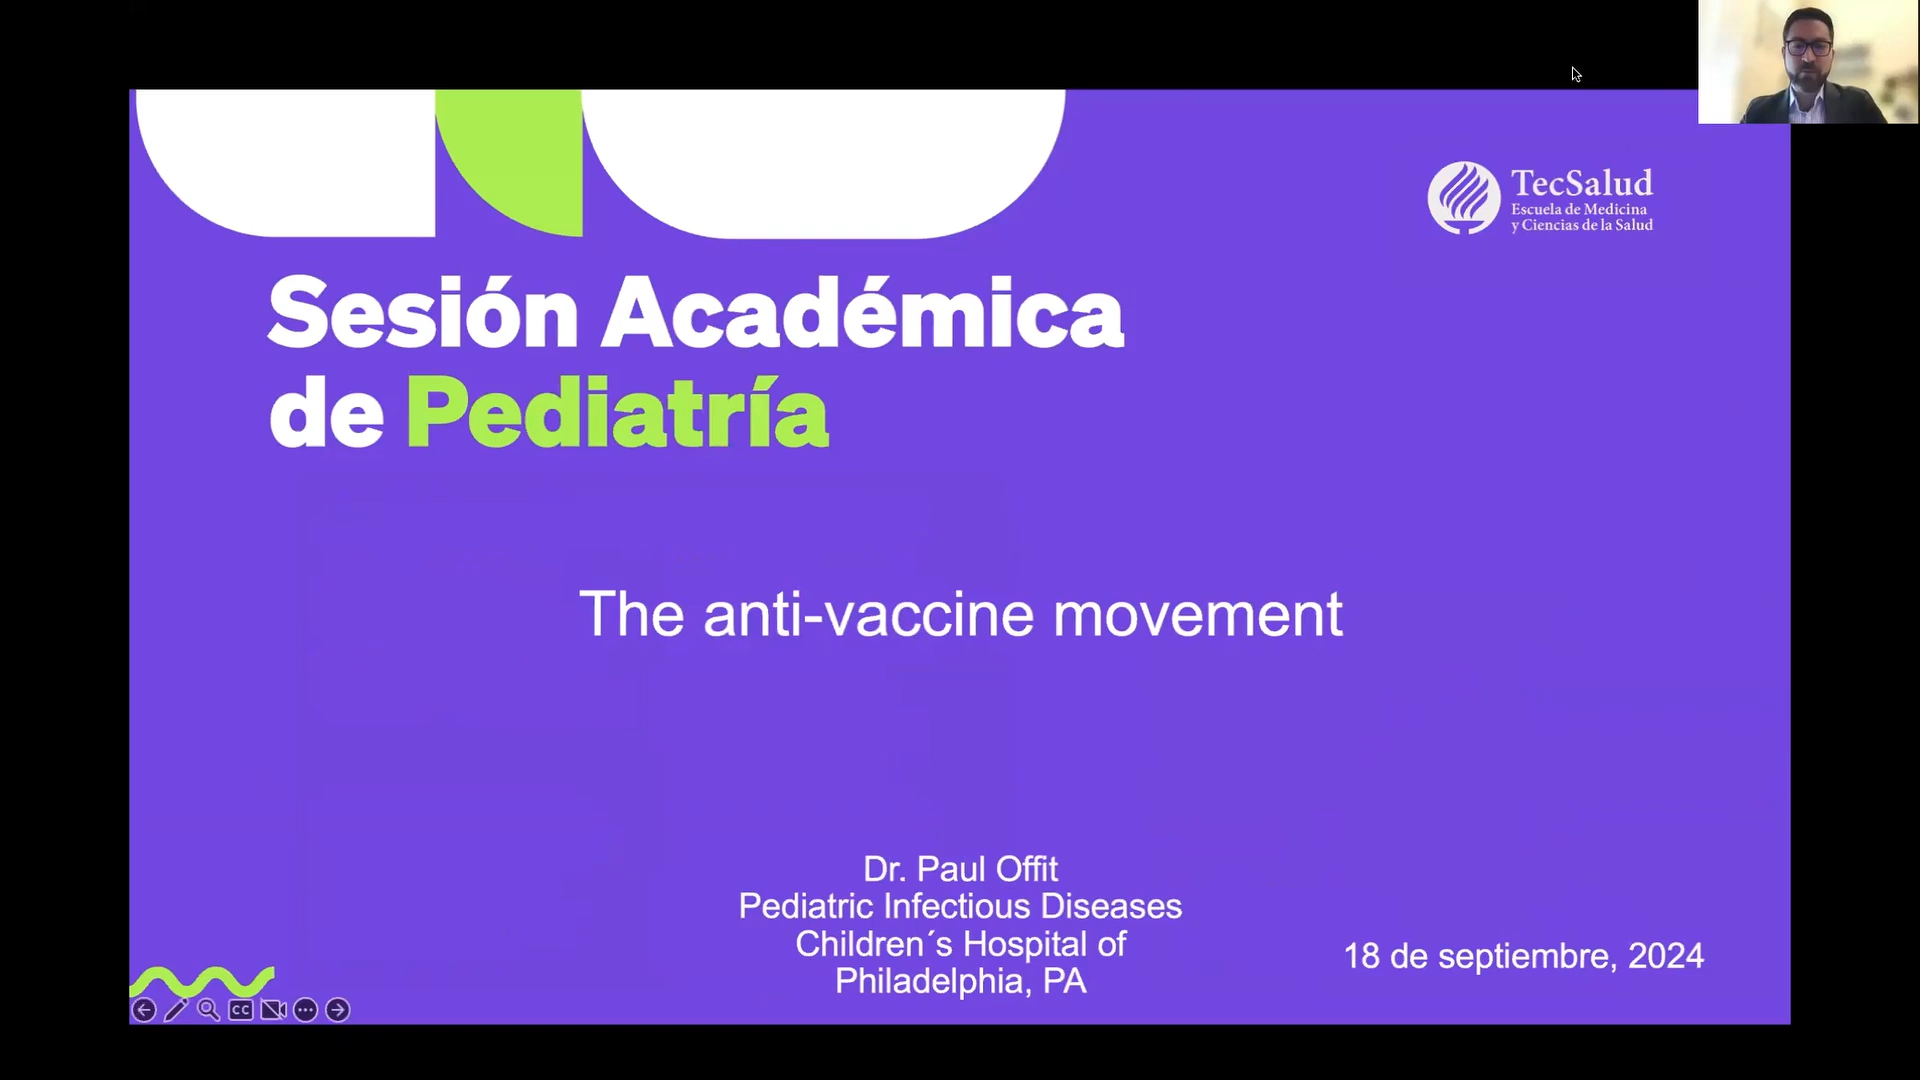 TecSalud
Escuela de Medicina
y Ciencias de la Salud
Sesión Académica
de Pediatría
The anti-vaccine movement
Dr. Paul Offit
Pediatric Infectious Diseases
Children´s Hospital of
Philadelphia, PA
18 de septiembre, 2024
CC